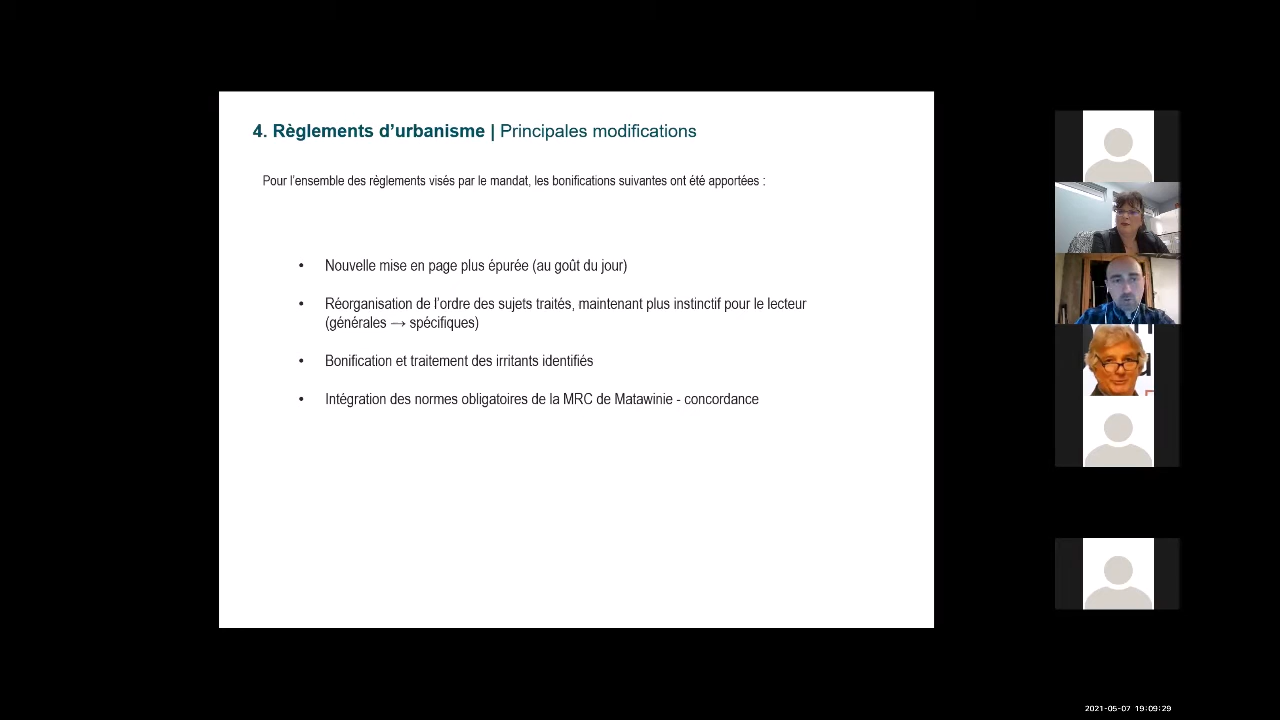 4. Règlements d'urbanisme | Principales modifications
Pour l'ensemble des règlements visés par le mandat, les bonifications suivantes ont été apportées :
• Nouvelle mise en page plus épurée (au goût du jour)
• Réorganisation de l'ordre des sujets traités, maintenant plus instinctif pour le lecteur
(générales → spécifiques)
• Bonification et traitement des irritants identifiés
• Intégration des normes obligatoires de la MRC de Matawinie - concordance
2021-05-07 19:09:29